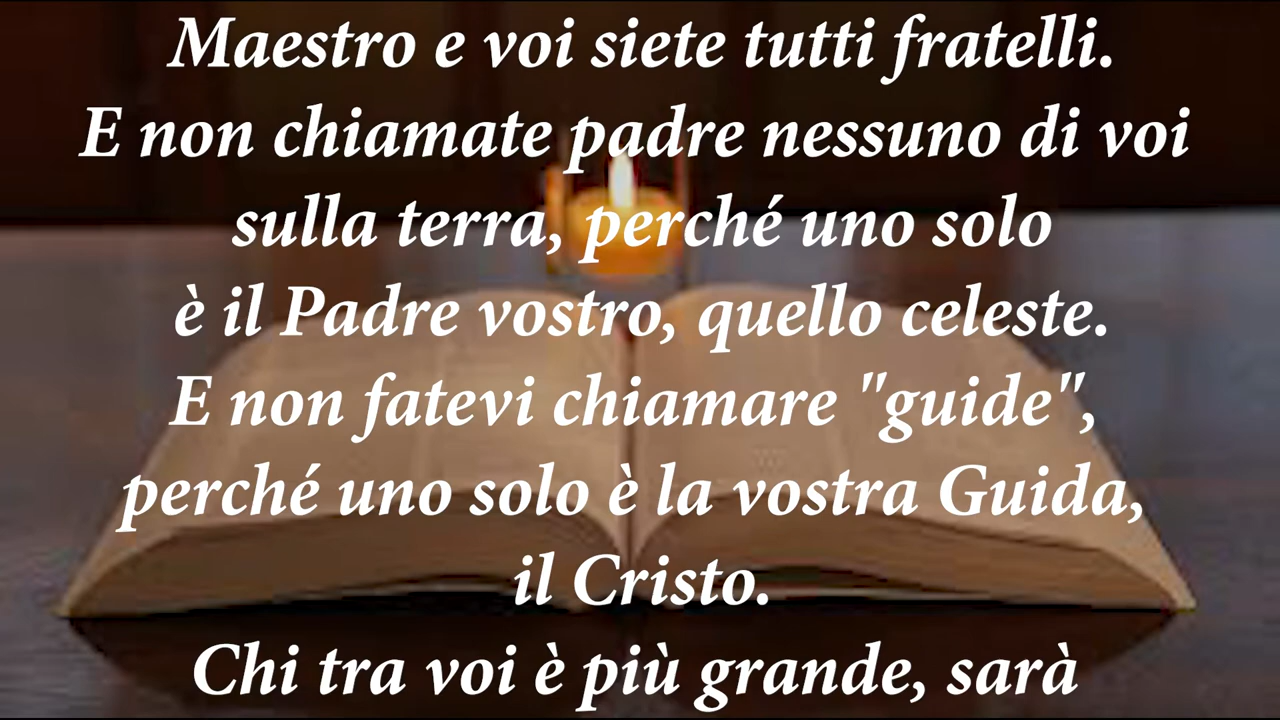 Maestro e voi siete tutti fratelli.
E non chiamate padre nessuno di voi
sulla terra, perché uno solo
è il Padre vostro, quello celeste.
E non fatevi chiamare "guide",
perché uno solo è la vostra Guida,
il Cristo.
Chi tra voi è più grande, sarà